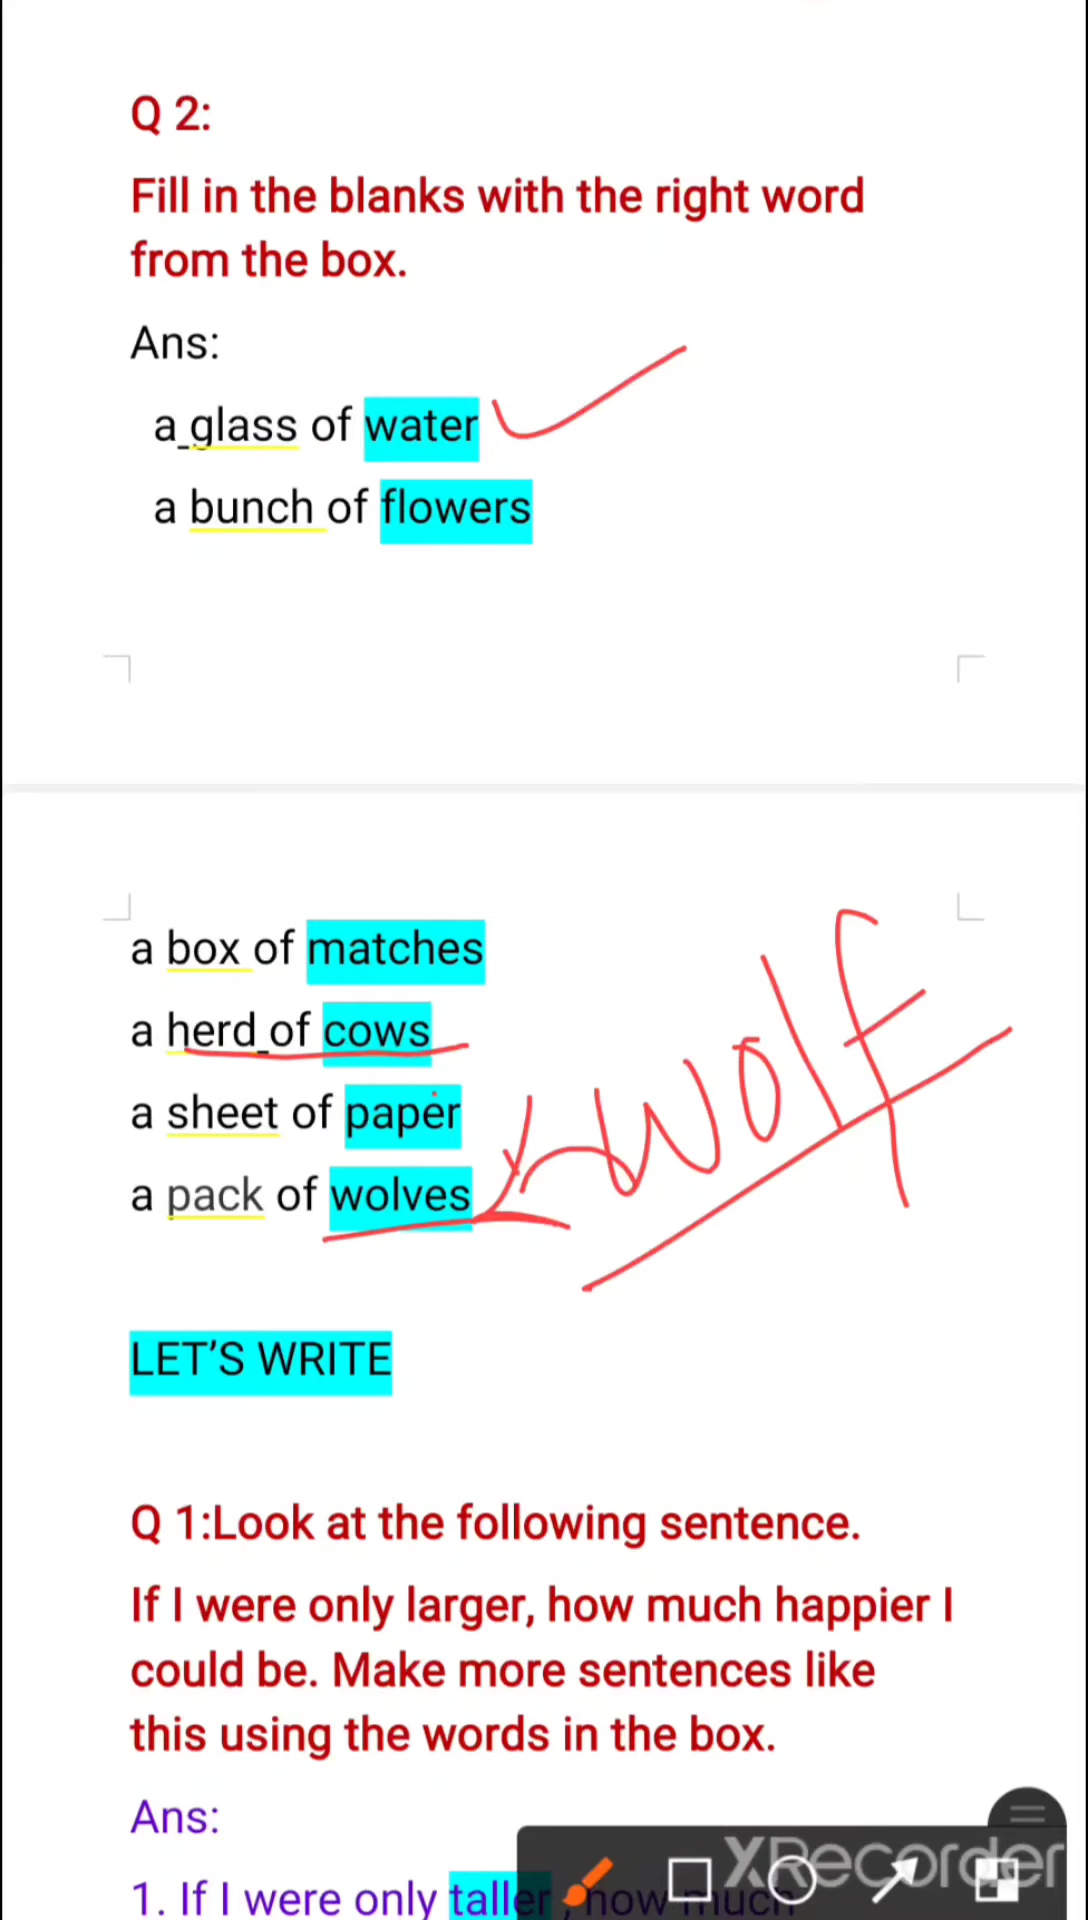 Q 2:
Fill in the blanks with the right word
from the box.
Ans:
a glass of water
a bunch of flowers
a box of matches
a herd of cows
a sheet of paper
a pack of wolves
wolf
LET'S WRITE
Q 1:Look at the following sentence.
If I were only larger, how much happier I
could be. Make more sentences like
this using the words in the box.
Ans:
XRecorder
1. If I were only taller , how much